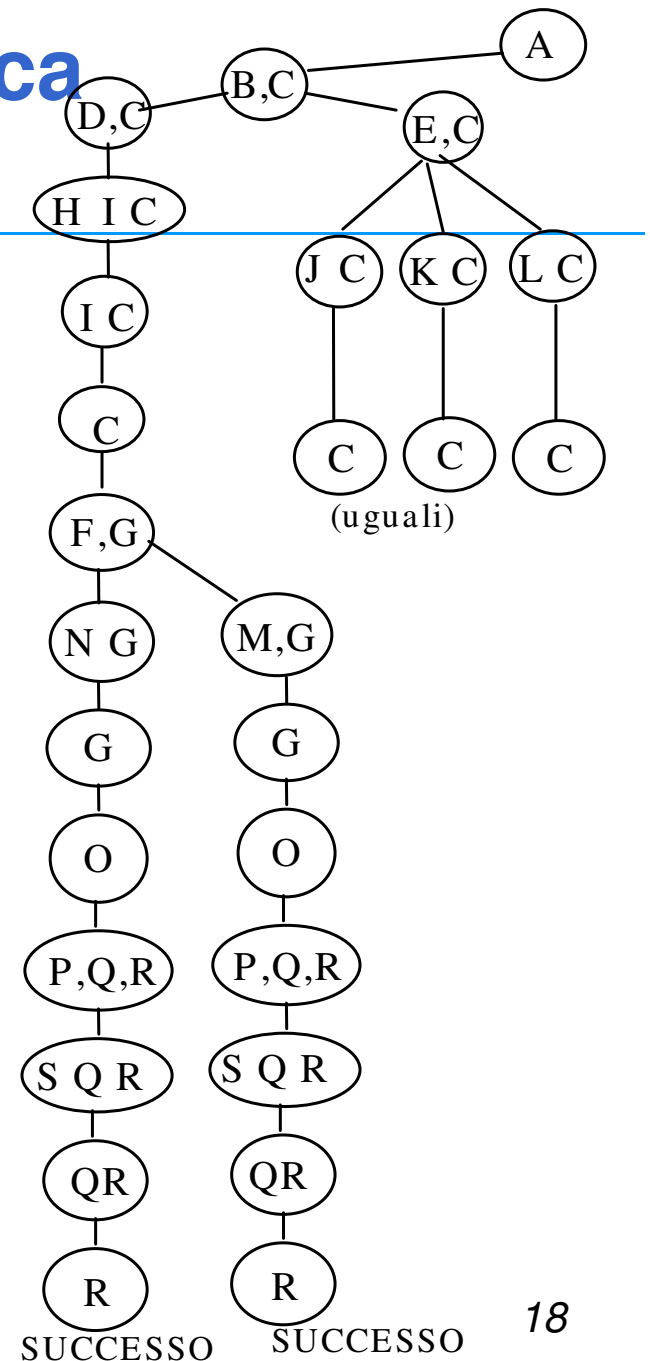 ca
A
B,C
D,C
E,C
H I C
J C
K C
L C
I C
C
C
C
C
(uguali)
F,G
N G
M,G
G
G
O
O
P,Q,R
P,Q,R
S Q R
S Q R
QR
QR
R
R
SUCCESSO
SUCCESSO
18